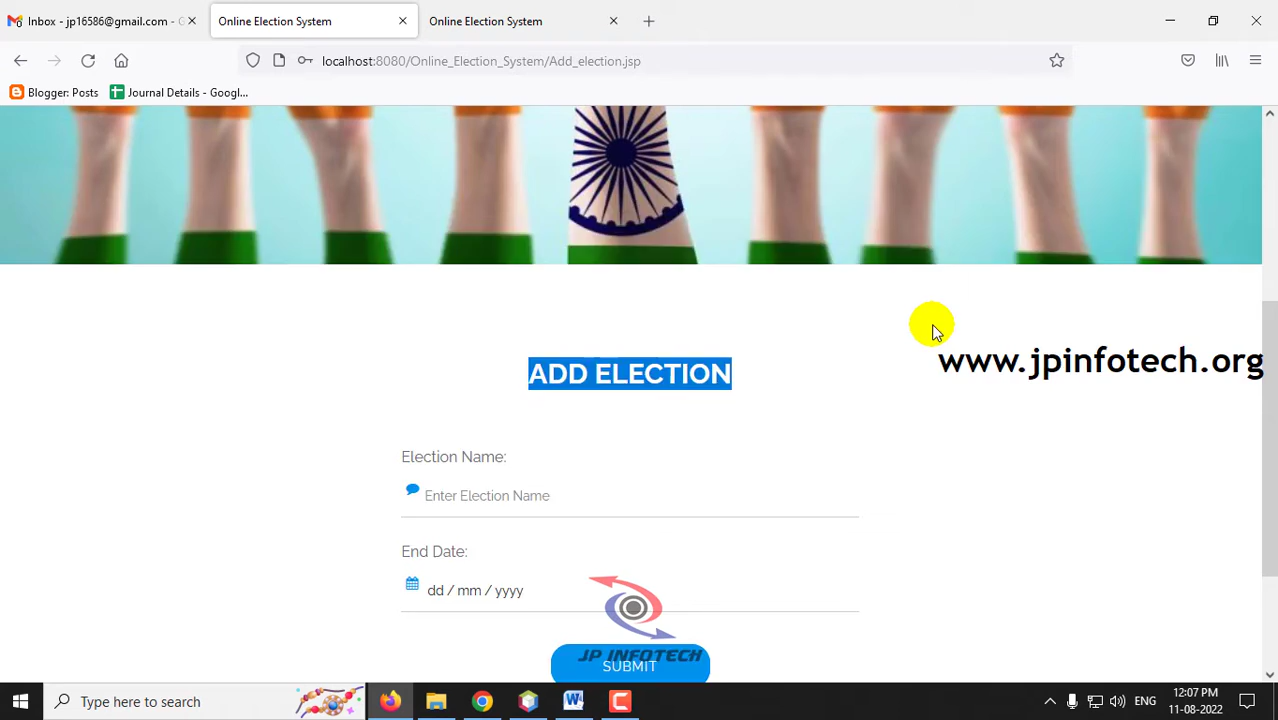 Inbox - jp16586@gmail.com - G
Online Election System
Online Election System
localhost:8080/Online_Election_System/Add_election.jsp
Blogger: Posts
Journal Details - Googl...
www.jpinfotech.org
ADD ELECTION
Election Name:
Enter Election Name
End Date:
dd / mm / yyyy
JP INFOTECH
SUBMIT
Type here to search
ENG
12:07 PM
11-08-2022